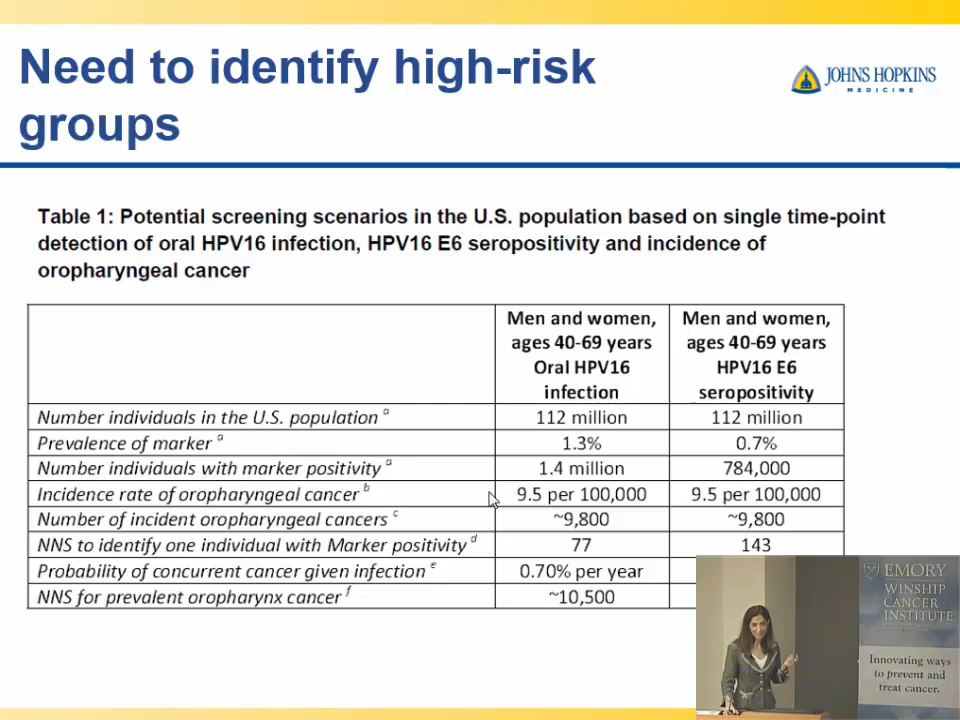 Need to identify high-risk
groups
JOHNS HOPKINS
MEDICINE
Table 1: Potential screening scenarios in the U.S. population based on single time-point
detection of oral HPV16 infection, HPV16 E6 seropositivity and incidence of
oropharyngeal cancer
Men and women,
ages 40-69 years
Oral HPV16
infection
Men and women,
ages 40-69 years
HPV16 E6
seropositivity
Number individuals in the U.S. population a 112 million 112 million
Prevalence of marker a 1.3% 0.7%
Number individuals with marker positivity a 1.4 million 784,000
Incidence rate of oropharyngeal cancer b 9.5 per 100,000 9.5 per 100,000
Number of incident oropharyngeal cancers c ~9,800 ~9,800
NNS to identify one individual with Marker positivity d 77 143
Probability of concurrent cancer given infection e 0.70% per year
NNS for prevalent oropharynx cancer f ~10,500
EMORY
WINSHIP
CANCER
INSTITUTE
Innovating ways
to prevent and
treat cancer.